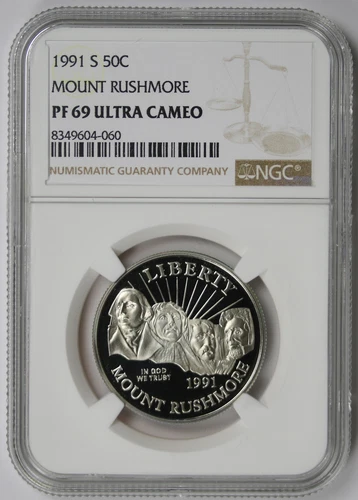 1991 S 50C
MOUNT RUSHMORE
PF 69 ULTRA CAMEO
8349604-060
NUMISMATIC GUARANTY COMPANY
NGC®
LIBERTY
IN GOD
WE TRUST
1991
MOUNT RUSHMORE